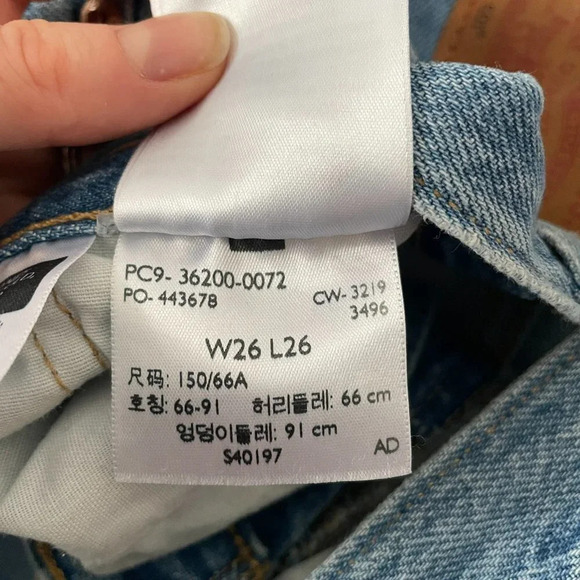 PC9- 36200-0072
PO- 443678
CW- 3219
3496
W26 L26
尺码: 150/66A
호칭: 66-91 허리둘레: 66 cm
엉덩이둘레: 91 cm
S40197
AD